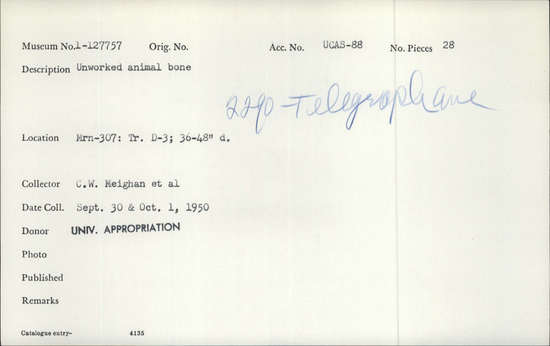 Museum No. 1-127757 Orig. No. Acc. No. UCAS-88 No. Pieces 28
Description Unworked animal bone
2290 - Telegraph Ave
Location Mrn-307: Tr. D-3; 36-48" d.
Collector C.W. Meighan et al
Date Coll. Sept. 30 & Oct. 1, 1950
Donor UNIV. APPROPRIATION
Photo
Published
Remarks
Catalogue entry- 4135